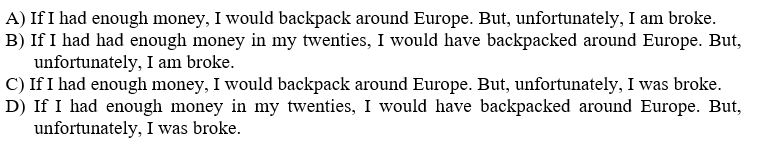 A) If I had enough money, I would backpack around Europe. But, unfortunately, I am broke.
B) If I had had enough money in my twenties, I would have backpacked around Europe. But,
unfortunately, I am broke.
C) If I had enough money, I would backpack around Europe. But, unfortunately, I was broke.
D) If I had enough money in my twenties, I would have backpacked around Europe. But,
unfortunately, I was broke.